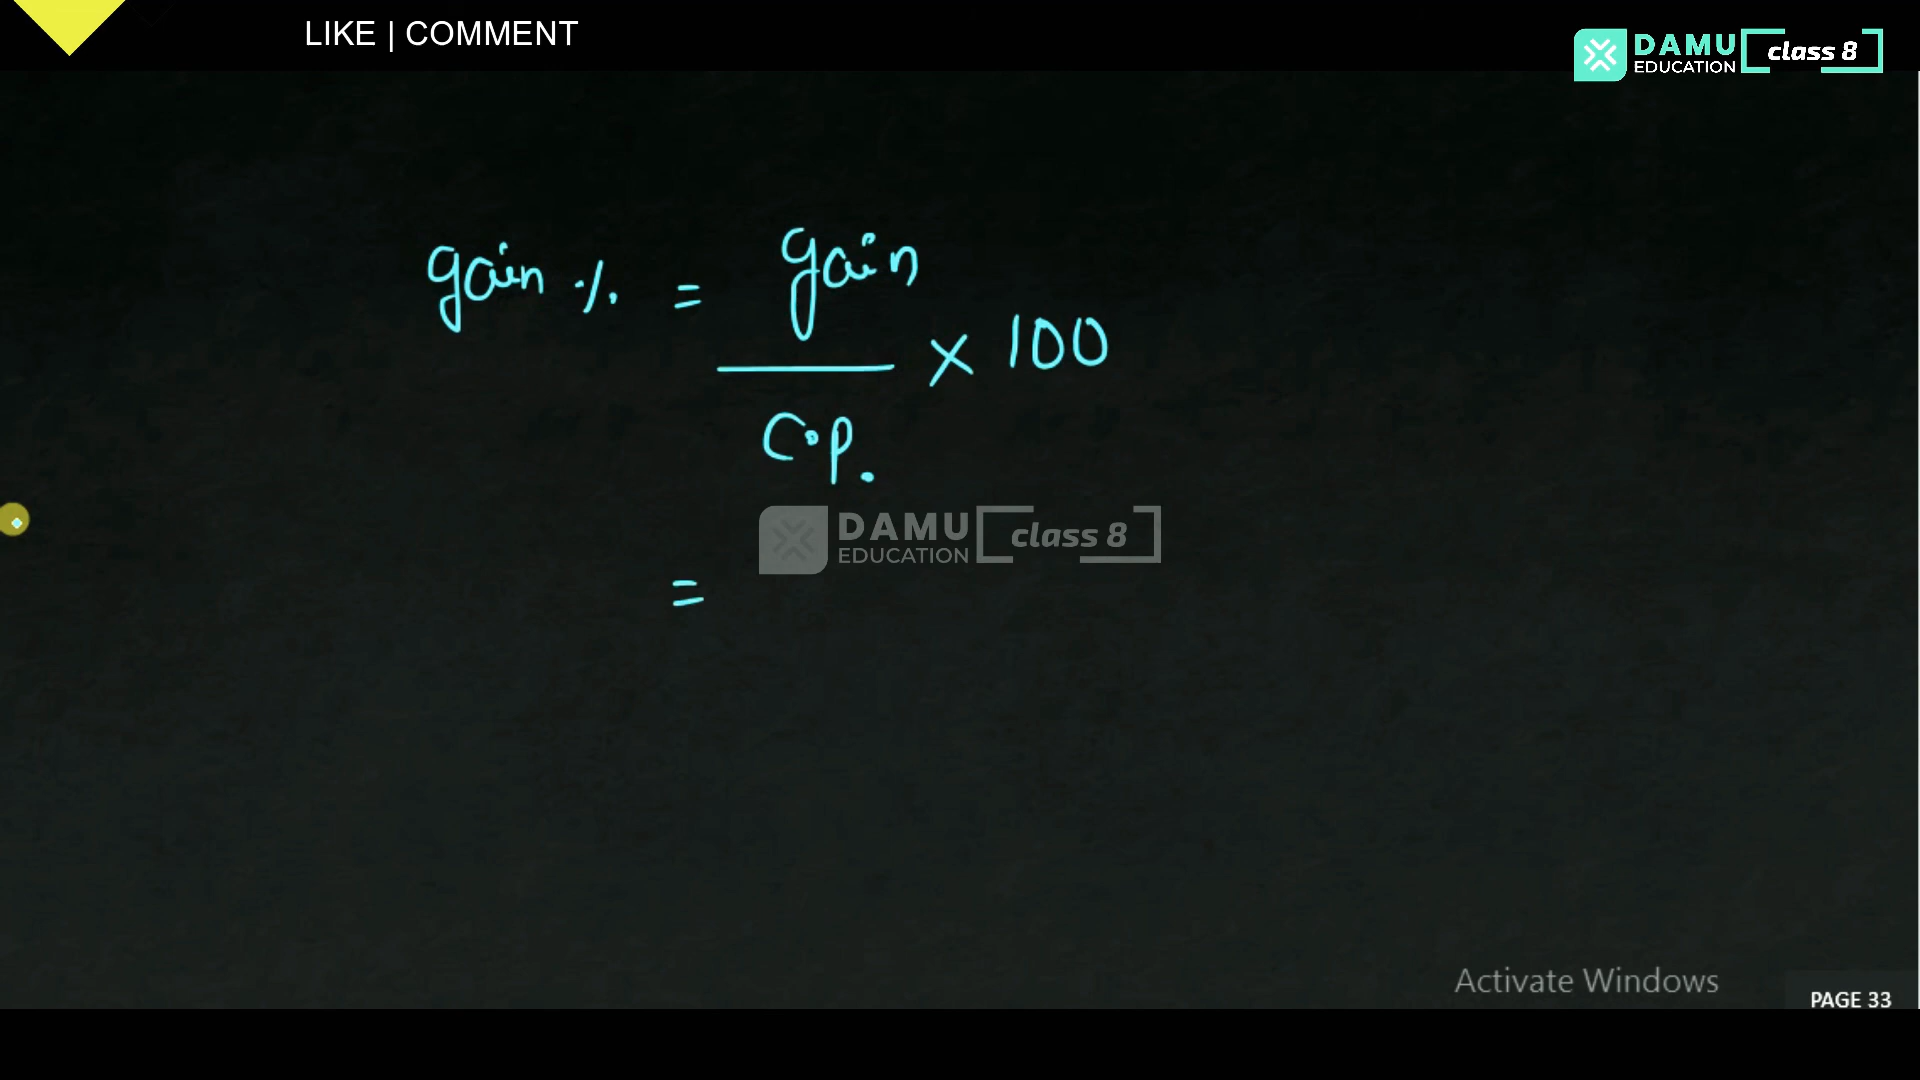 LIKE | COMMENT
DAMU
EDUCATION
class 8
gain % = gain
× 100
C.p.
DAMU
EDUCATION
class 8
=
Activate Windows
PAGE 33